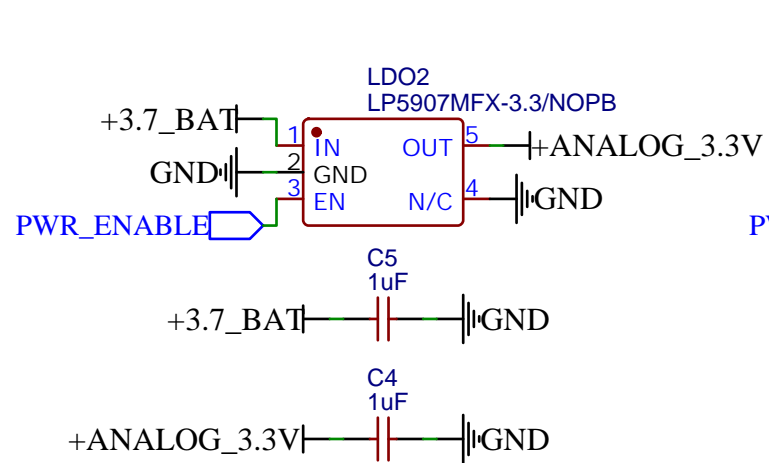 LDO2
LP5907MFX-3.3/NOPB
+3.7_BAT
1
IN
OUT
5
+ANALOG_3.3V
GND
2
GND
3
EN
N/C
4
GND
PWR_ENABLE
P
C5
1uF
+3.7_BAT
GND
C4
1uF
+ANALOG_3.3V
GND